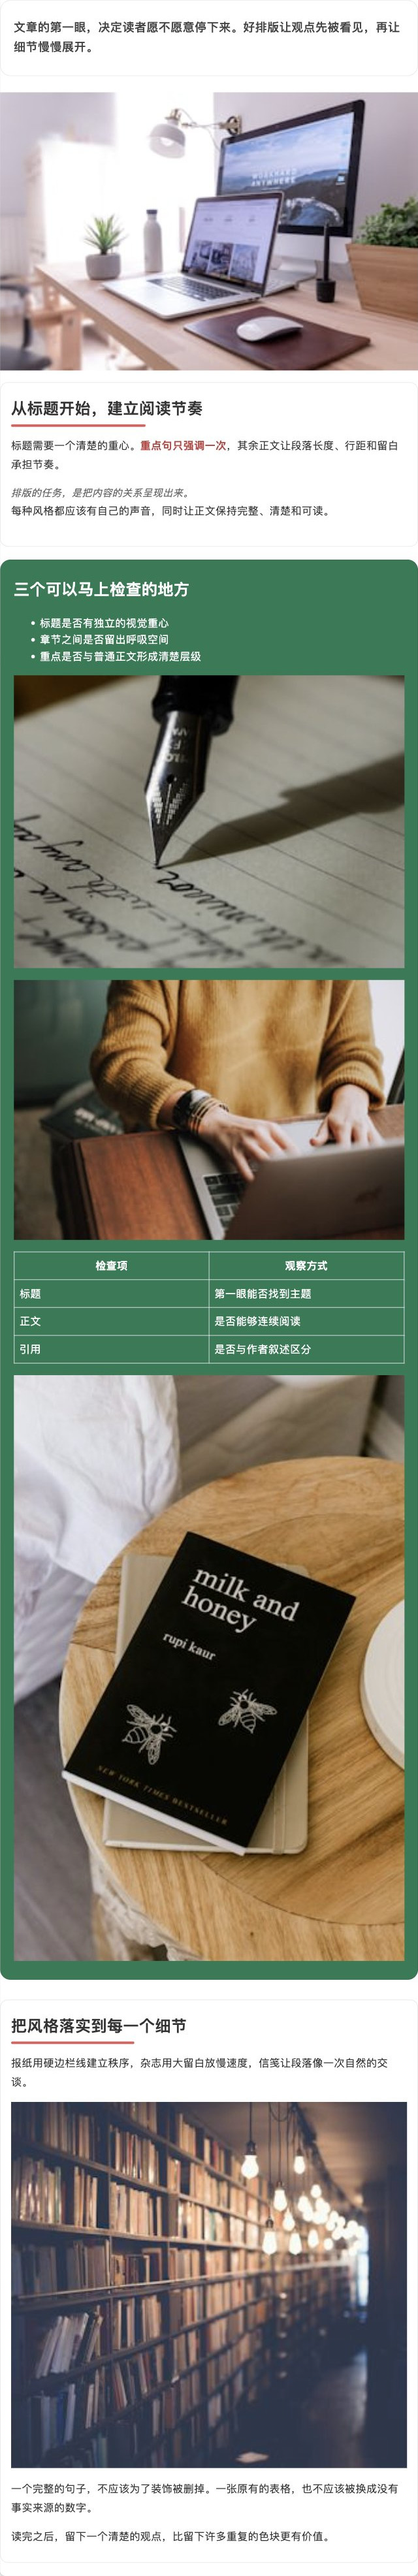 文章的第一眼，决定读者愿不愿意停下来。好排版让观点先被看见，再让
细节慢慢展开。
WORK HARD
ANYWHERE
从标题开始，建立阅读节奏
标题需要一个清楚的重心。重点句只强调一次，其余正文让段落长度、行距和留白
承担节奏。
排版的任务，是把内容的关系呈现出来。
每种风格都应该有自己的声音，同时让正文保持完整、清楚和可读。
三个可以马上检查的地方
• 标题是否有独立的视觉重心
• 章节之间是否留出呼吸空间
• 重点是否与普通正文形成清楚层级
检查项 观察方式
标题 第一眼能否找到主题
正文 是否能够连续阅读
引用 是否与作者叙述区分
milk and
honey
rupi kaur
NEW YORK TIMES BESTSELLER
把风格落实到每一个细节
报纸用硬边栏线建立秩序，杂志用大留白放慢速度，信笺让段落像一次自然的交
谈。
一个完整的句子，不应该为了装饰被删掉。一张原有的表格，也不应该被换成没有
事实来源的数字。
读完之后，留下一个清楚的观点，比留下许多重复的色块更有价值。